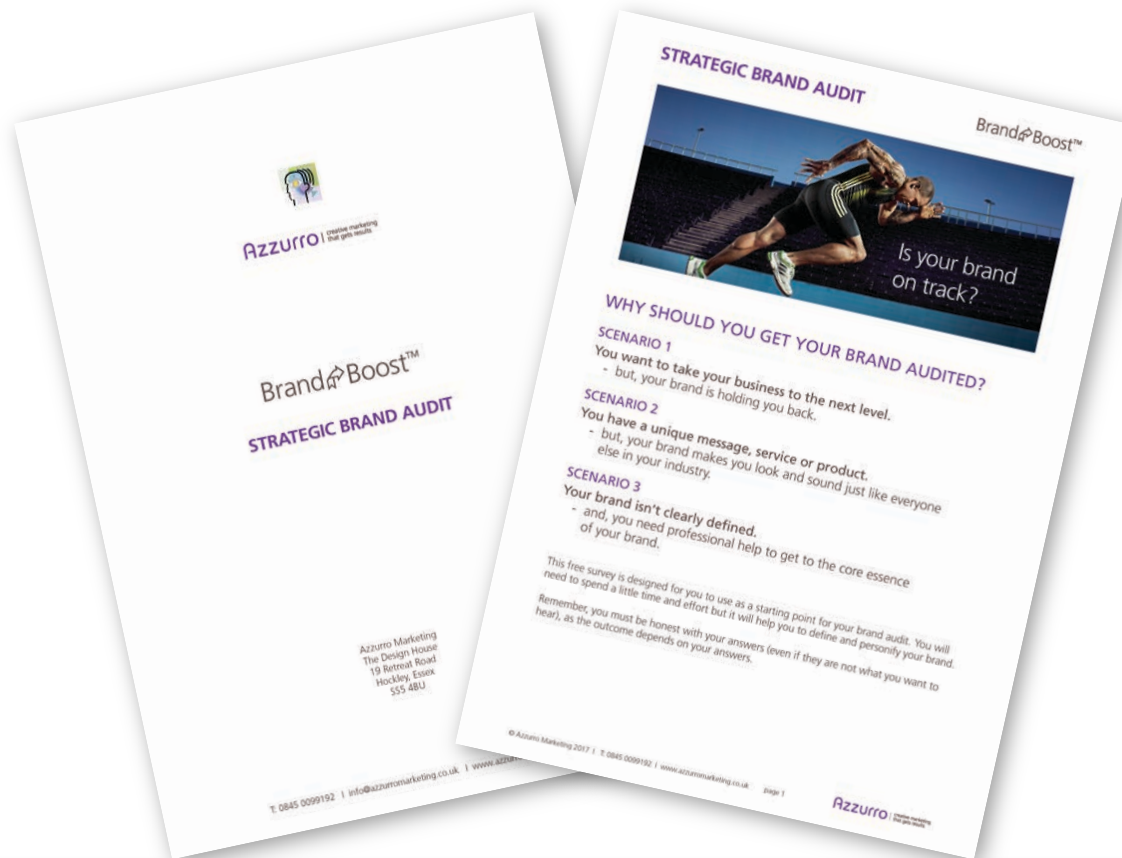 Azzurro | creative marketing
that gets results
Brand Boost™
STRATEGIC BRAND AUDIT
Azzurro Marketing
The Design House
19 Retreat Road
Hockley, Essex
SS5 4BU
T: 0845 0099192 | info@azzurromarketing.co.uk | www.azzur
STRATEGIC BRAND AUDIT
Brand Boost™
Is your brand
on track?
WHY SHOULD YOU GET YOUR BRAND AUDITED?
SCENARIO 1
You want to take your business to the next level.
- but, your brand is holding you back.
SCENARIO 2
You have a unique message, service or product.
- but, your brand makes you look and sound just like everyone
else in your industry.
SCENARIO 3
Your brand isn't clearly defined.
- and, you need professional help to get to the core essence
of your brand.
This free survey is designed for you to use as a starting point for your brand audit. You will
need to spend a little time and effort but it will help you to define and personify your brand.
Remember, you must be honest with your answers (even if they are not what you want to
hear), as the outcome depends on your answers.
© Azzurro Marketing 2017 | T: 0845 0099192 | www.azzurromarketing.co.uk page 1
Azzurro | creative marketing
that gets results